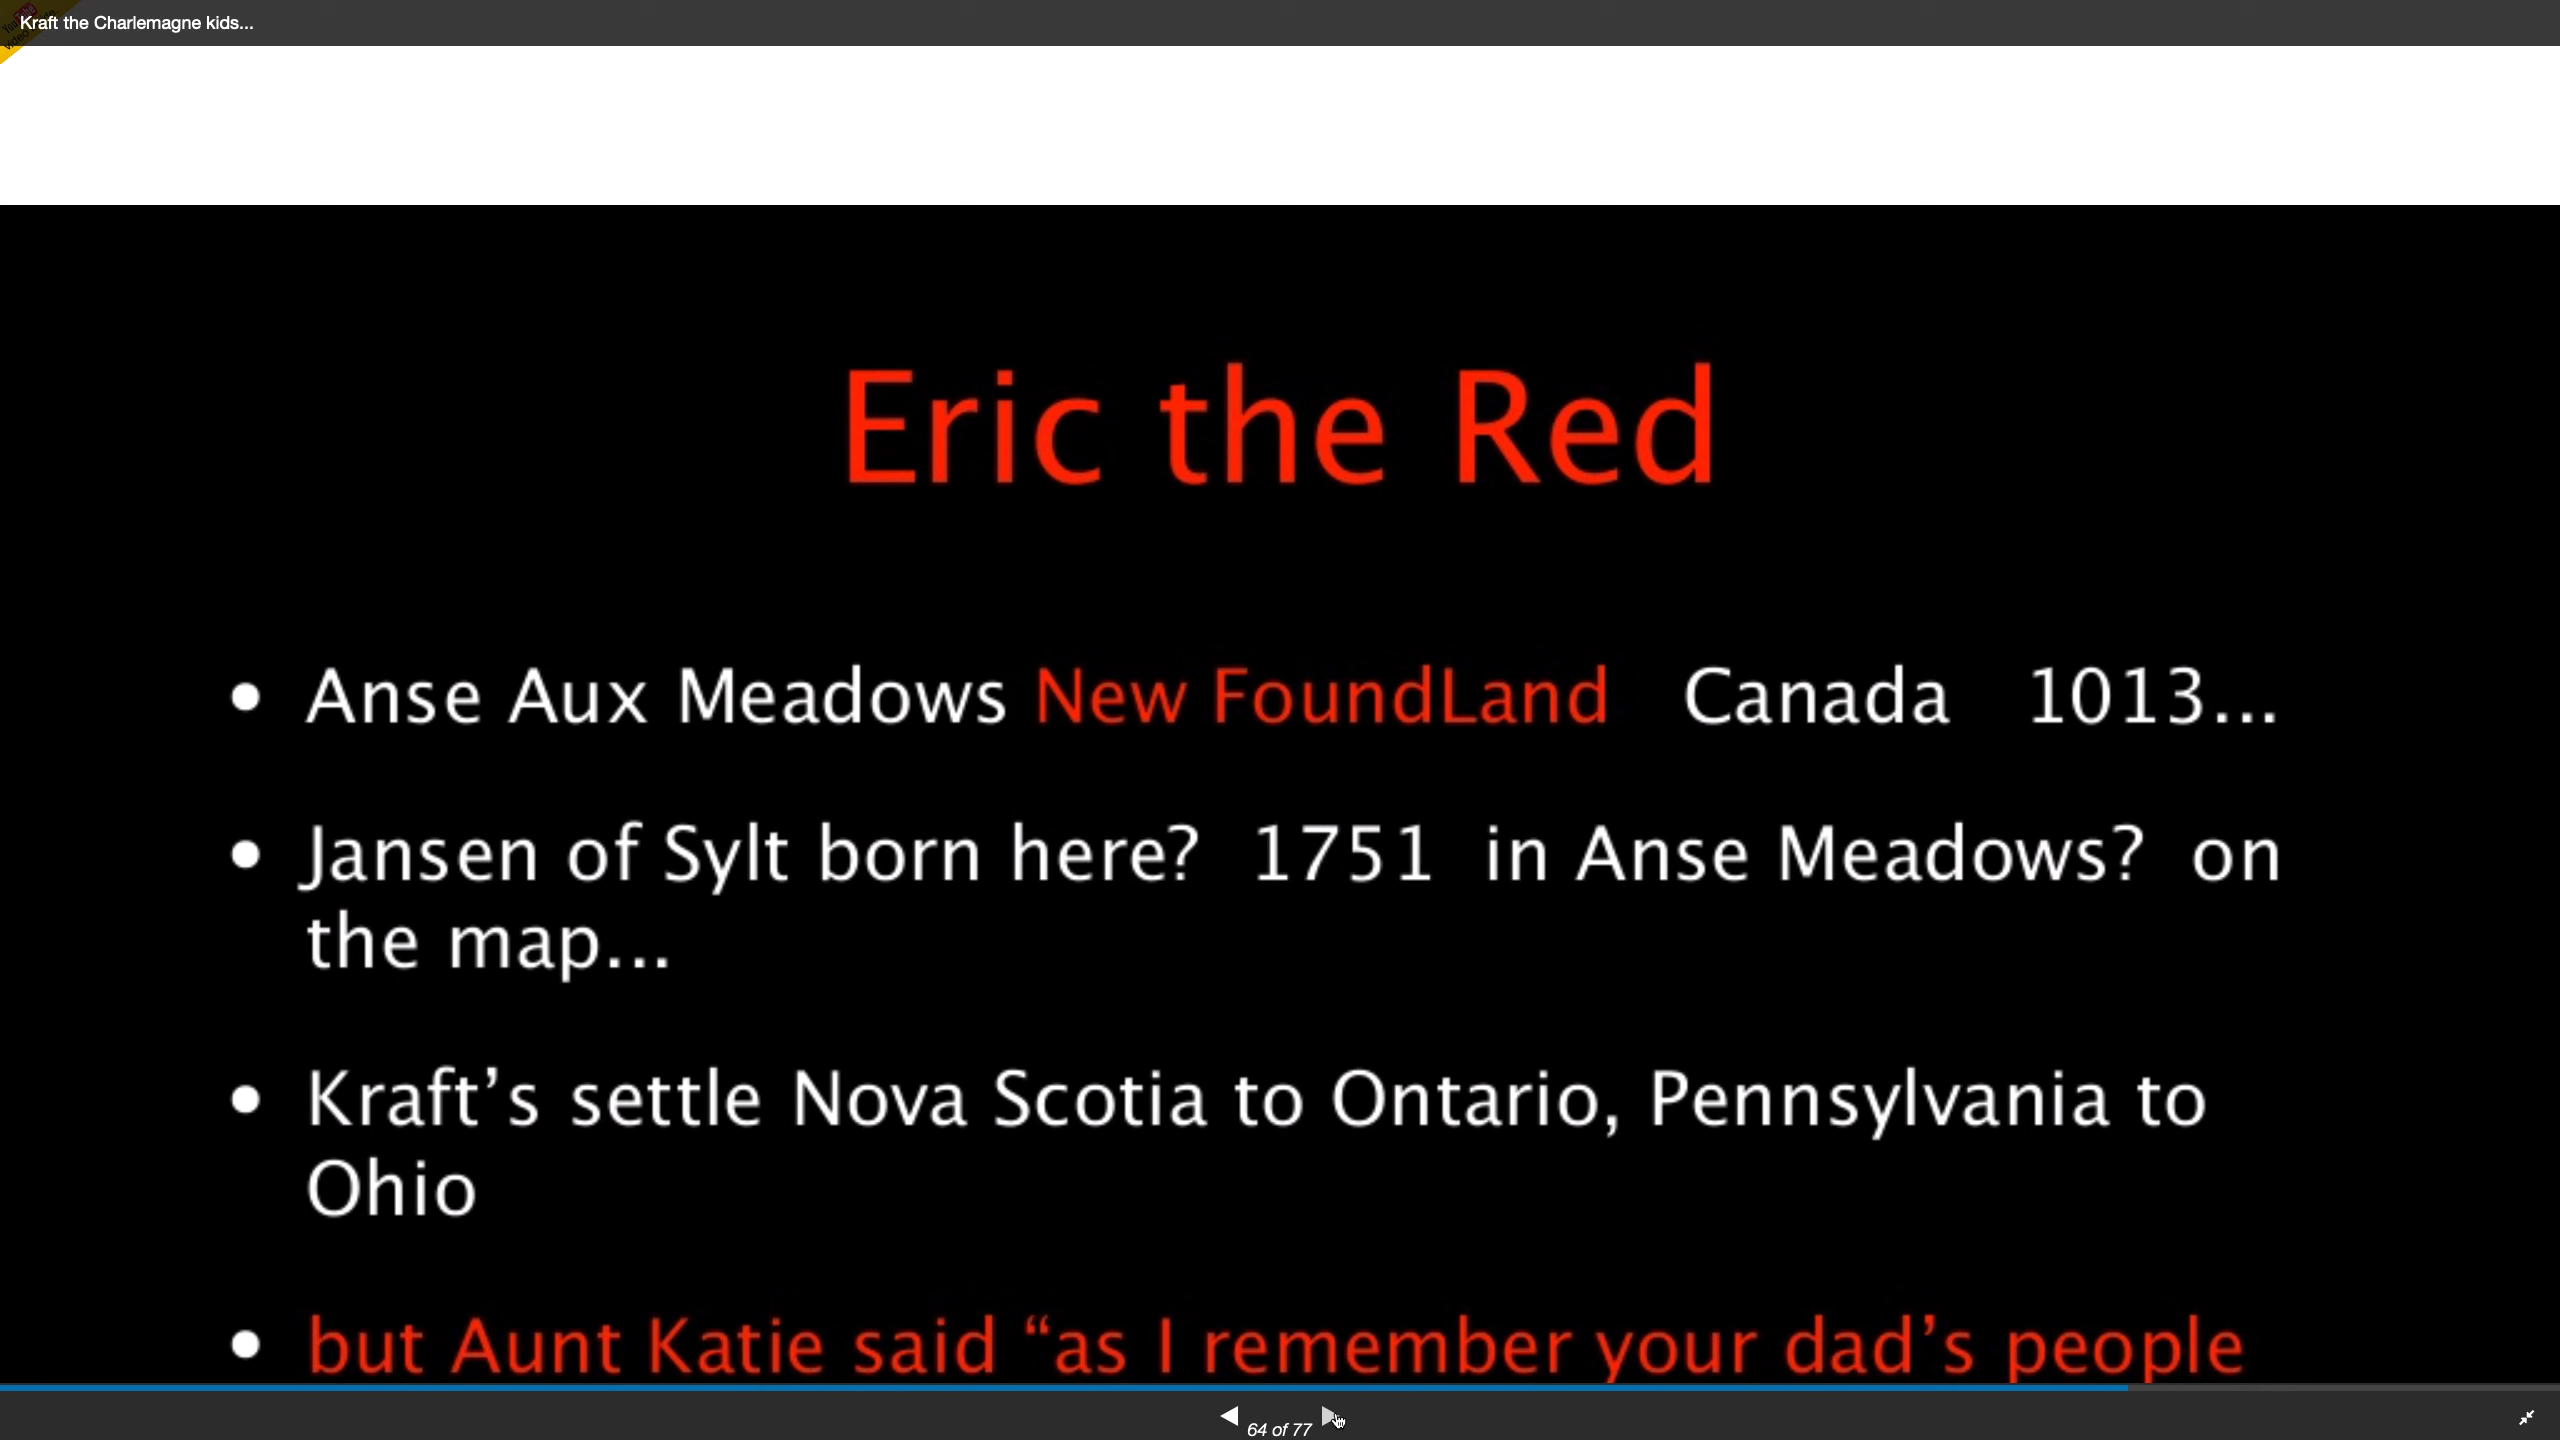 Kraft the Charlemagne kids...
Eric the Red
• Anse Aux Meadows New FoundLand Canada 1013...
• Jansen of Sylt born here? 1751 in Anse Meadows? on
the map...
• Kraft’s settle Nova Scotia to Ontario, Pennsylvania to
Ohio
• but Aunt Katie said “as I remember your dad’s people
64 of 77